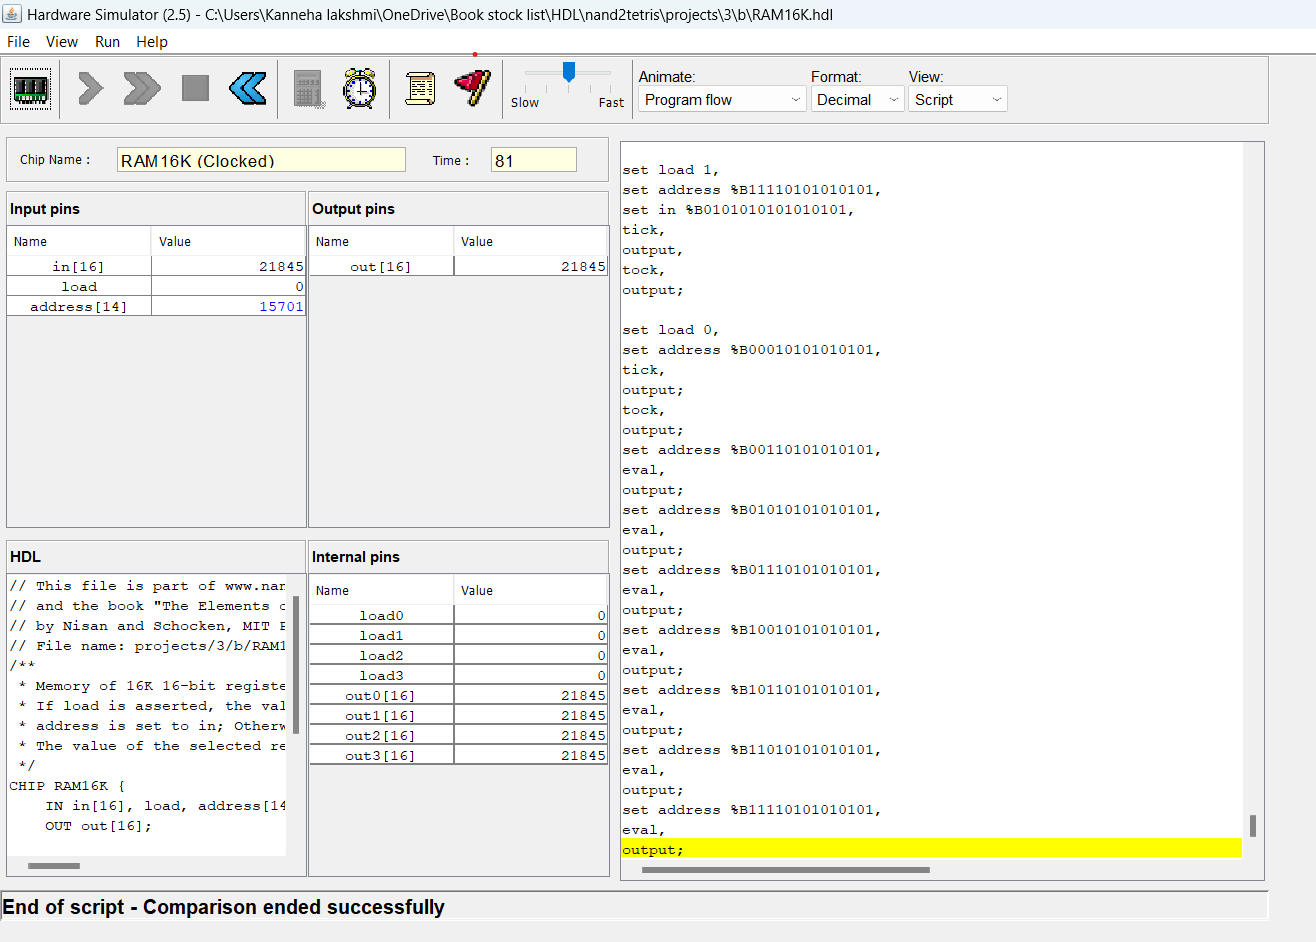 Hardware Simulator (2.5) - C:\Users\Kanneha lakshmi\OneDrive\Book stock list\HDL\nand2tetris\projects\3\b\RAM16K.hdl
File View Run Help
Slow Fast
Animate: Format: View:
Program flow Decimal Script
Chip Name : RAM16K (Clocked) Time : 81
Input pins
Name Value
in[16] 21845
load 0
address[14] 15701
Output pins
Name Value
out[16] 21845
HDL
// This file is part of www.nan
// and the book "The Elements o
// by Nisan and Schocken, MIT P
// File name: projects/3/b/RAM1
/**
* Memory of 16K 16-bit registe
* If load is asserted, the val
* address is set to in; Otherw
* The value of the selected re
*/
CHIP RAM16K {
IN in[16], load, address[14
OUT out[16];
Internal pins
Name Value
load0 0
load1 0
load2 0
load3 0
out0[16] 21845
out1[16] 21845
out2[16] 21845
out3[16] 21845
set load 1,
set address %B11110101010101,
set in %B0101010101010101,
tick,
output,
tock,
output;
set load 0,
set address %B00010101010101,
tick,
output;
tock,
output;
set address %B00110101010101,
eval,
output;
set address %B01010101010101,
eval,
output;
set address %B01110101010101,
eval,
output;
set address %B10010101010101,
eval,
output;
set address %B10110101010101,
eval,
output;
set address %B11010101010101,
eval,
output;
set address %B11110101010101,
eval,
output;
End of script - Comparison ended successfully